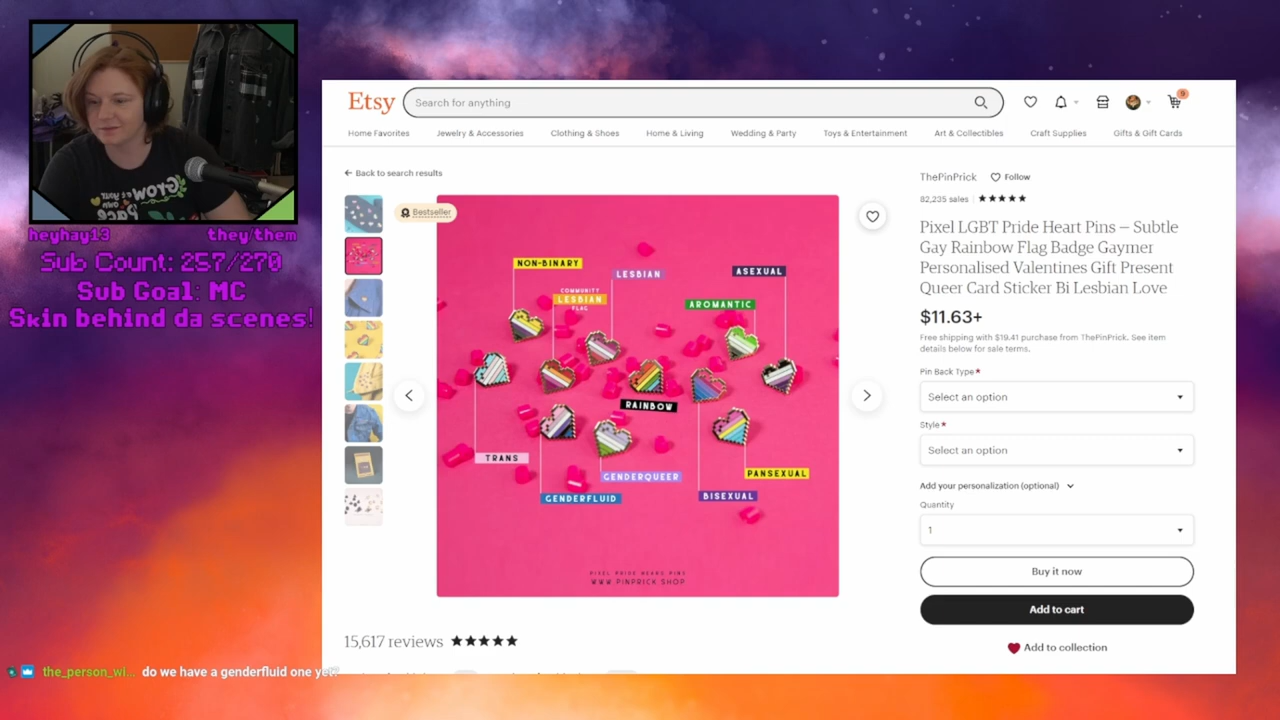 heyhay13 they/them
Sub Count: 257/270
Sub Goal: MC
Skin behind da scenes!
Etsy
Search for anything
9
Home Favorites
Jewelry & Accessories
Clothing & Shoes
Home & Living
Wedding & Party
Toys & Entertainment
Art & Collectibles
Craft Supplies
Gifts & Gift Cards
Back to search results
Bestseller
NON-BINARY
LESBIAN
ASEXUAL
COMMUNITY
LESBIAN
FLAG
AROMANTIC
RAINBOW
TRANS
GENDERQUEER
PANSEXUAL
GENDERFLUID
BISEXUAL
PIXEL PRIDE HEART PINS
WWW PINPRICK SHOP
15,617 reviews
ThePinPrick
Follow
82,235 sales
Pixel LGBT Pride Heart Pins – Subtle
Gay Rainbow Flag Badge Gaymer
Personalised Valentines Gift Present
Queer Card Sticker Bi Lesbian Love
$11.63+
Free shipping with $19.41 purchase from ThePinPrick. See item
details below for sale terms.
Pin Back Type*
Select an option
Style*
Select an option
Add your personalization (optional)
Quantity
1
Buy it now
Add to cart
Add to collection
the_person_wi... do we have a genderfluid one yet?